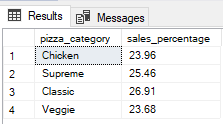 Results Messages
pizza_category sales_percentage
1 Chicken 23.96
2 Supreme 25.46
3 Classic 26.91
4 Veggie 23.68